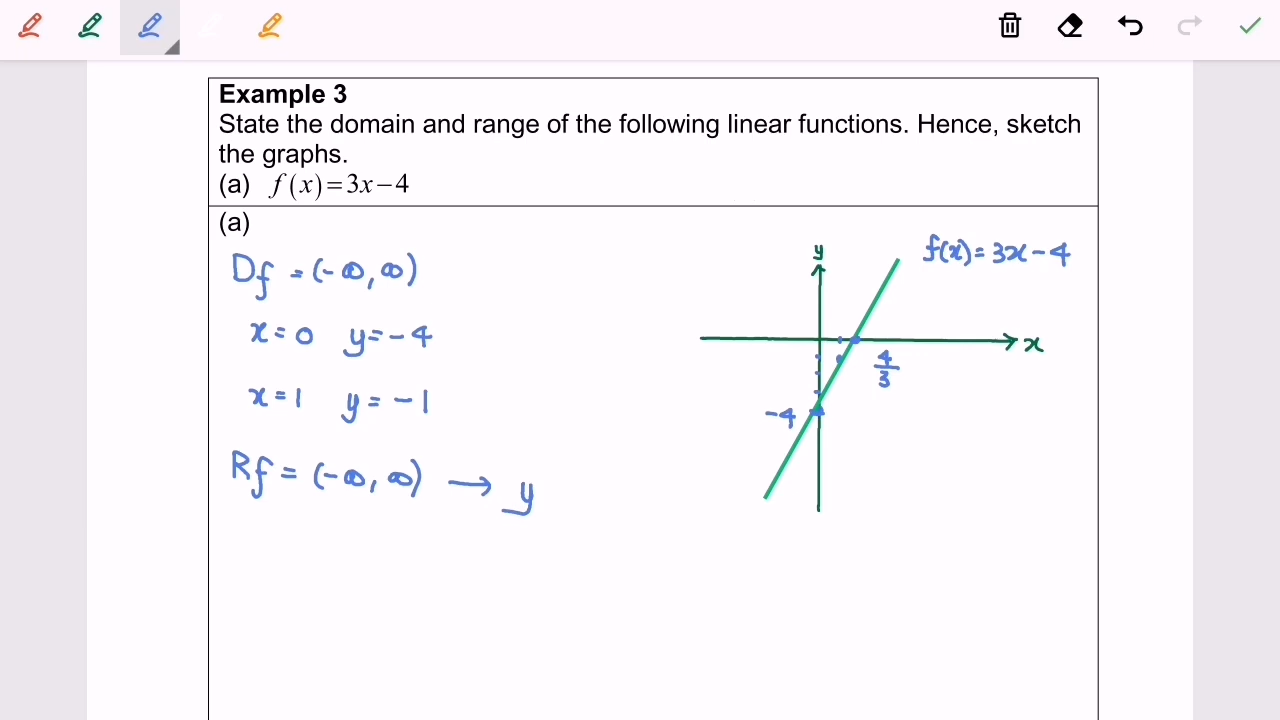 Example 3
State the domain and range of the following linear functions. Hence, sketch
the graphs.
(a) f(x)=3x−4
(a)
Df = (-∞, ∞)
x = 0 y = -4
x = 1 y = -1
Rf = (-∞, ∞) → y
y
f(x) = 3x - 4
x
4/3
-4